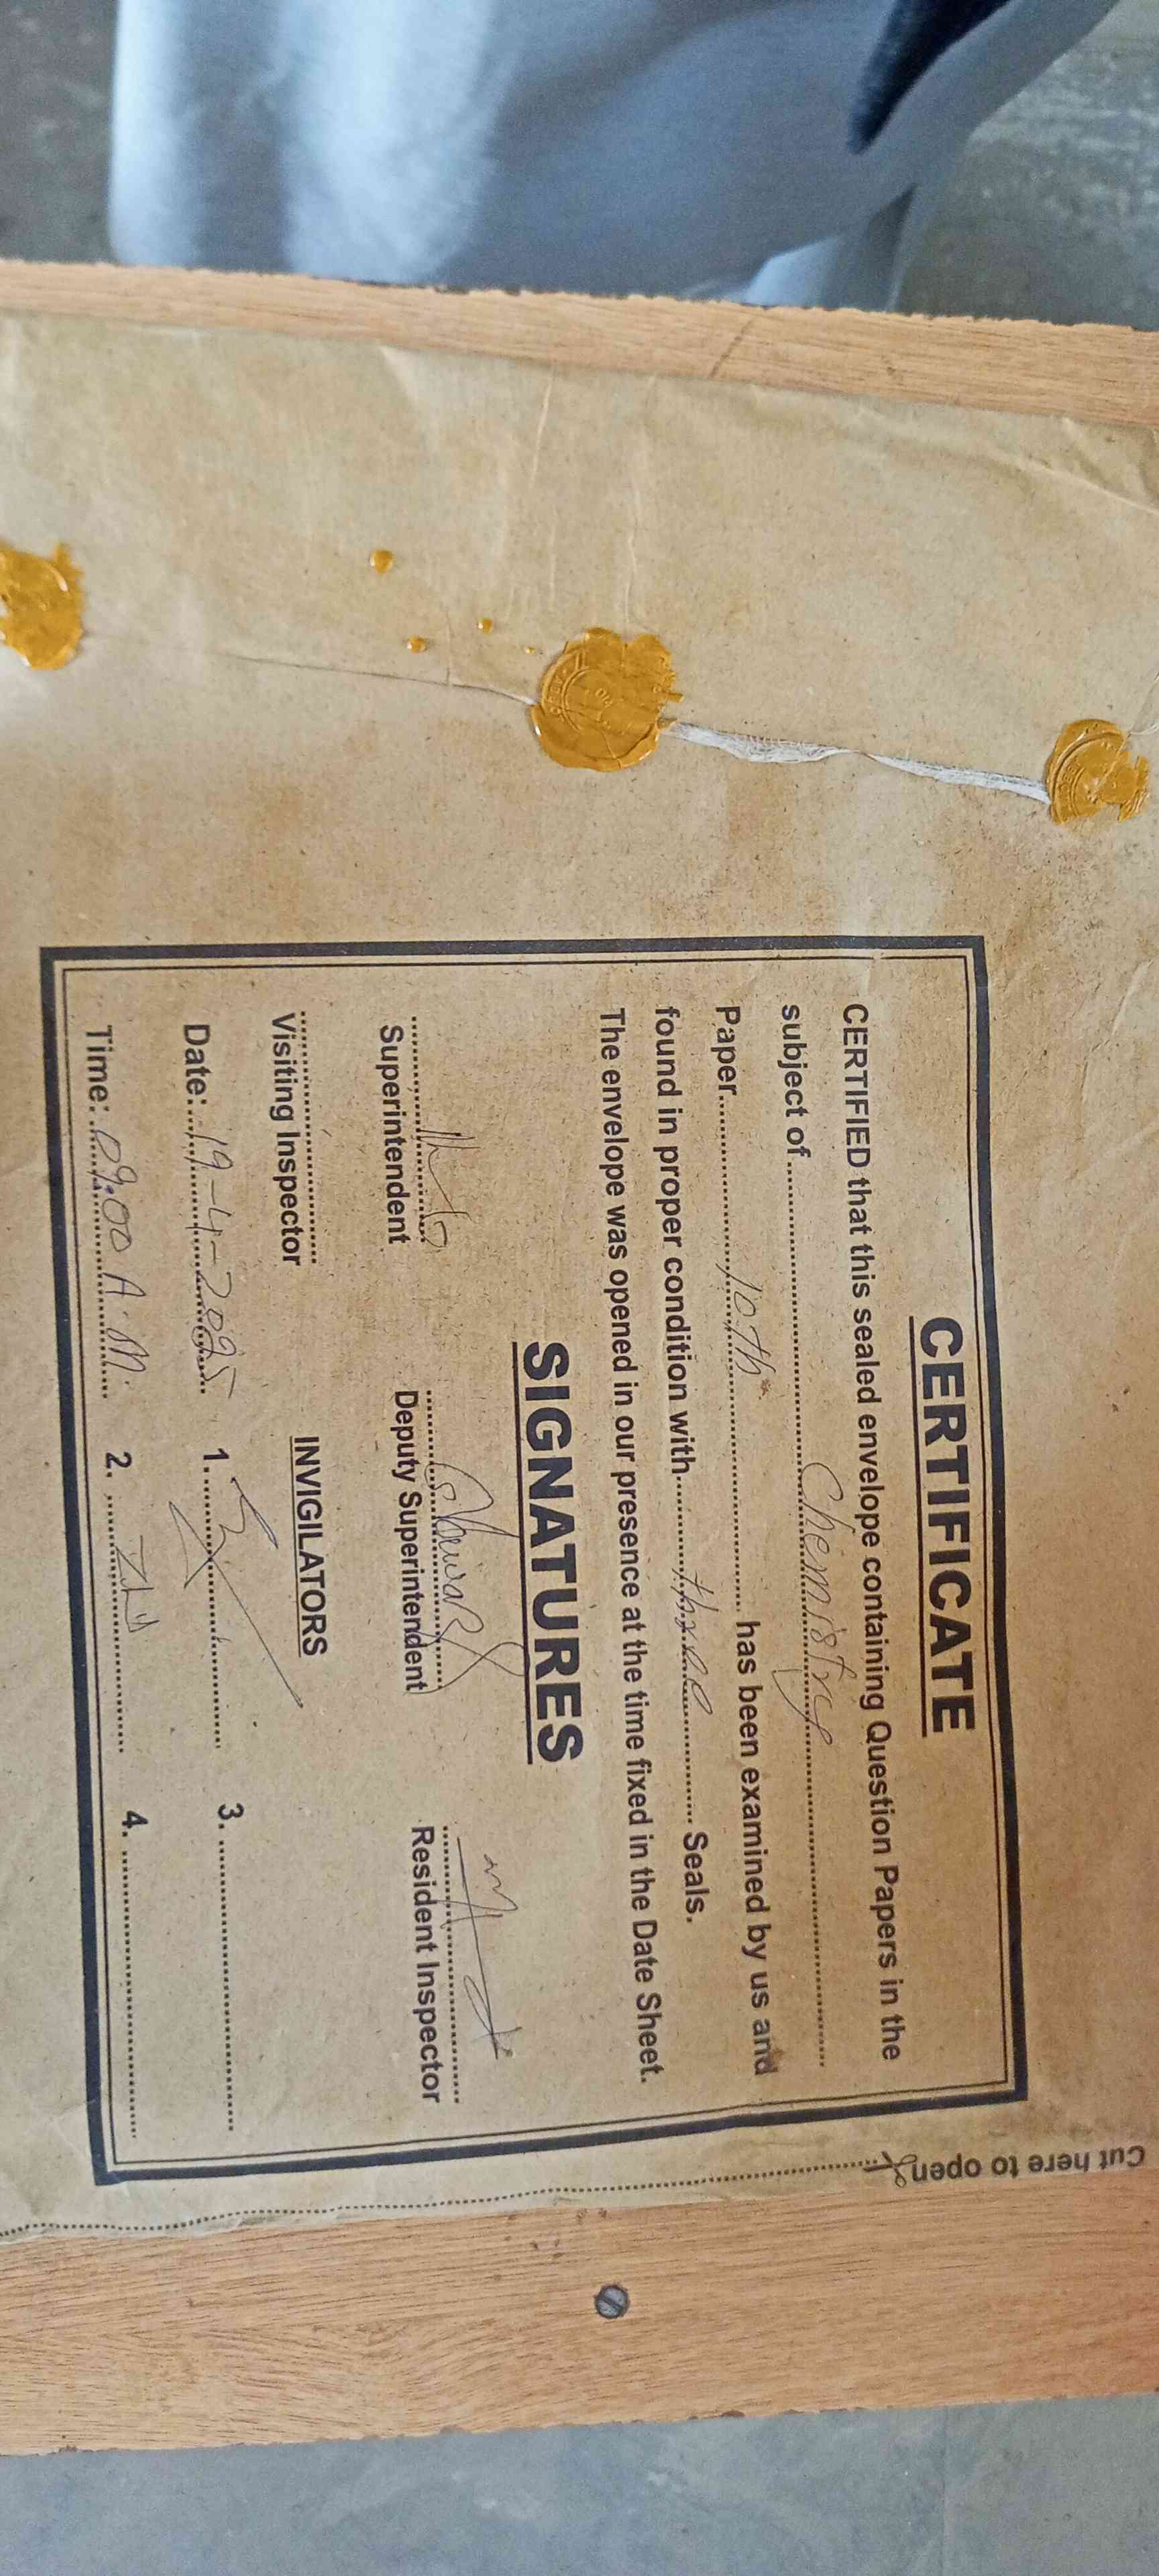 CERTIFICATE
CERTIFIED that this sealed envelope containing Question Papers in the
subject of Chemistry
Paper 10th has been examined by us and
found in proper condition with three Seals.
The envelope was opened in our presence at the time fixed in the Date Sheet.
SIGNATURES
Superintendent Deputy Superintendent Resident Inspector
Visiting Inspector
INVIGILATORS
Date: 19-4-2025 1. 3.
Time: 09:00 A.M. 2. 4.
Cut here to open